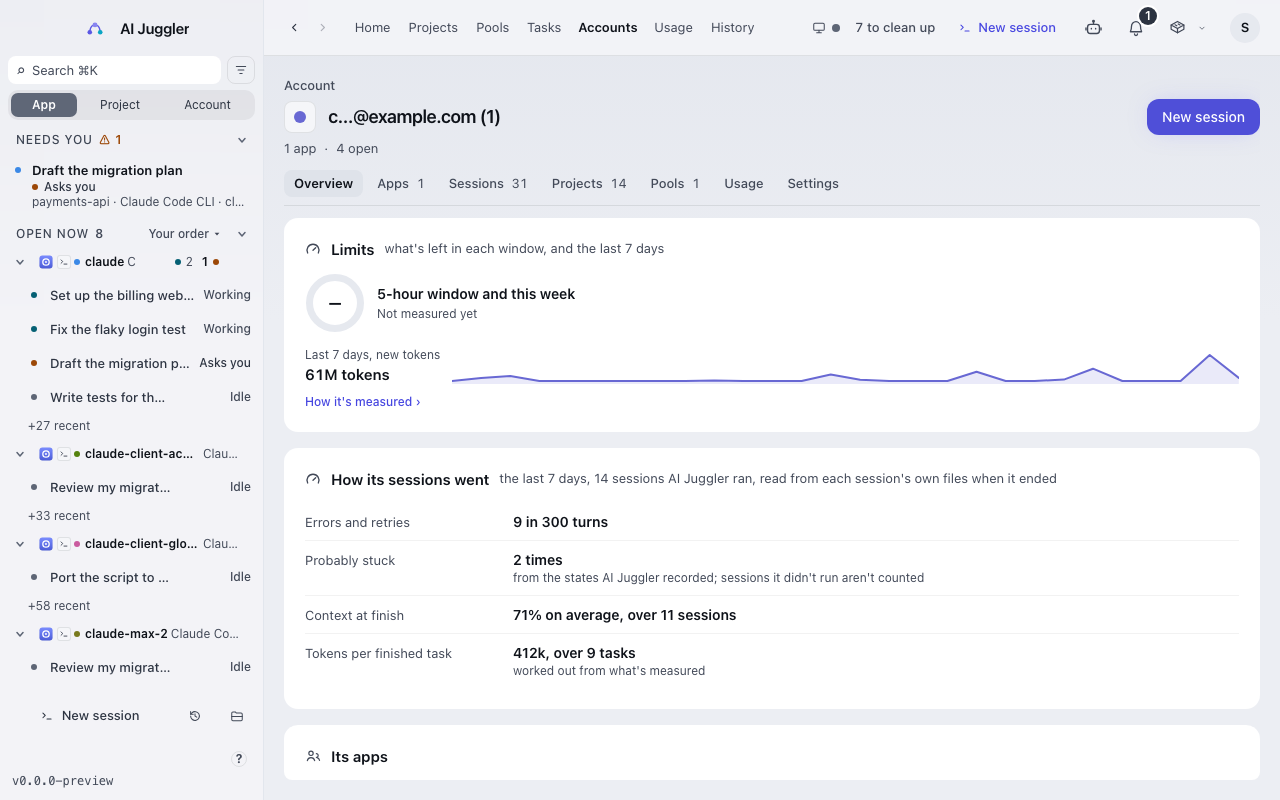 AI Juggler
Search ⌘K
App Project Account
NEEDS YOU 1
Draft the migration plan
Asks you
payments-api · Claude Code CLI · cl...
OPEN NOW 8 Your order
claude C 2 1
Set up the billing web... Working
Fix the flaky login test Working
Draft the migration p... Asks you
Write tests for th... Idle
+27 recent
claude-client-ac... Clau...
Review my migrat... Idle
+33 recent
claude-client-glo... Clau...
Port the script to ... Idle
+58 recent
claude-max-2 Claude Co...
Review my migrat... Idle
New session
?
v0.0.0-preview
Home Projects Pools Tasks Accounts Usage History
7 to clean up
New session
1
S
Account
c...@example.com (1)
New session
1 app · 4 open
Overview Apps 1 Sessions 31 Projects 14 Pools 1 Usage Settings
Limits what's left in each window, and the last 7 days
–
5-hour window and this week
Not measured yet
Last 7 days, new tokens
61M tokens
How it's measured ›
How its sessions went the last 7 days, 14 sessions AI Juggler ran, read from each session's own files when it ended
Errors and retries 9 in 300 turns
Probably stuck 2 times
from the states AI Juggler recorded; sessions it didn't run aren't counted
Context at finish 71% on average, over 11 sessions
Tokens per finished task 412k, over 9 tasks
worked out from what's measured
Its apps